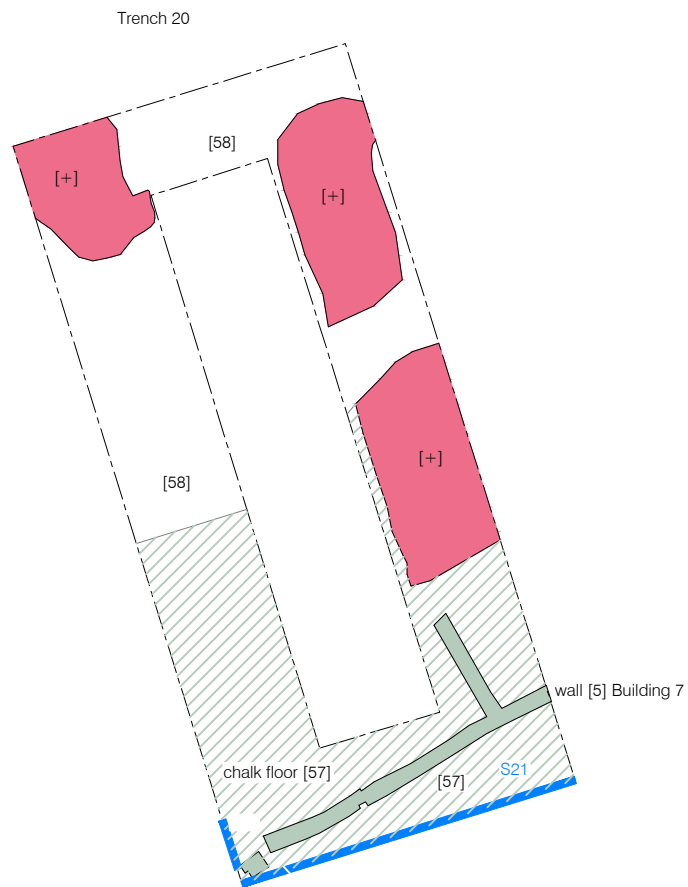 Trench 20
[58]
[+]
[+]
[+]
[58]
wall [5] Building 7
S21
chalk floor [57]
[57]